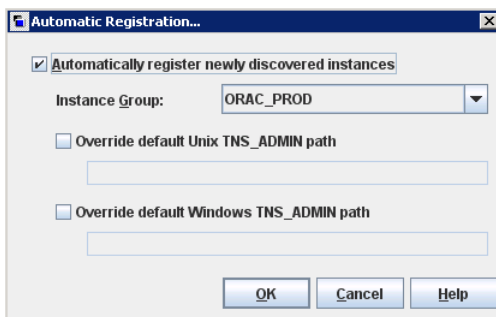 Automatic Registration...
Automatically register newly discovered instances
Instance Group: ORAC_PROD
Override default Unix TNS_ADMIN path
Override default Windows TNS_ADMIN path
OK Cancel Help